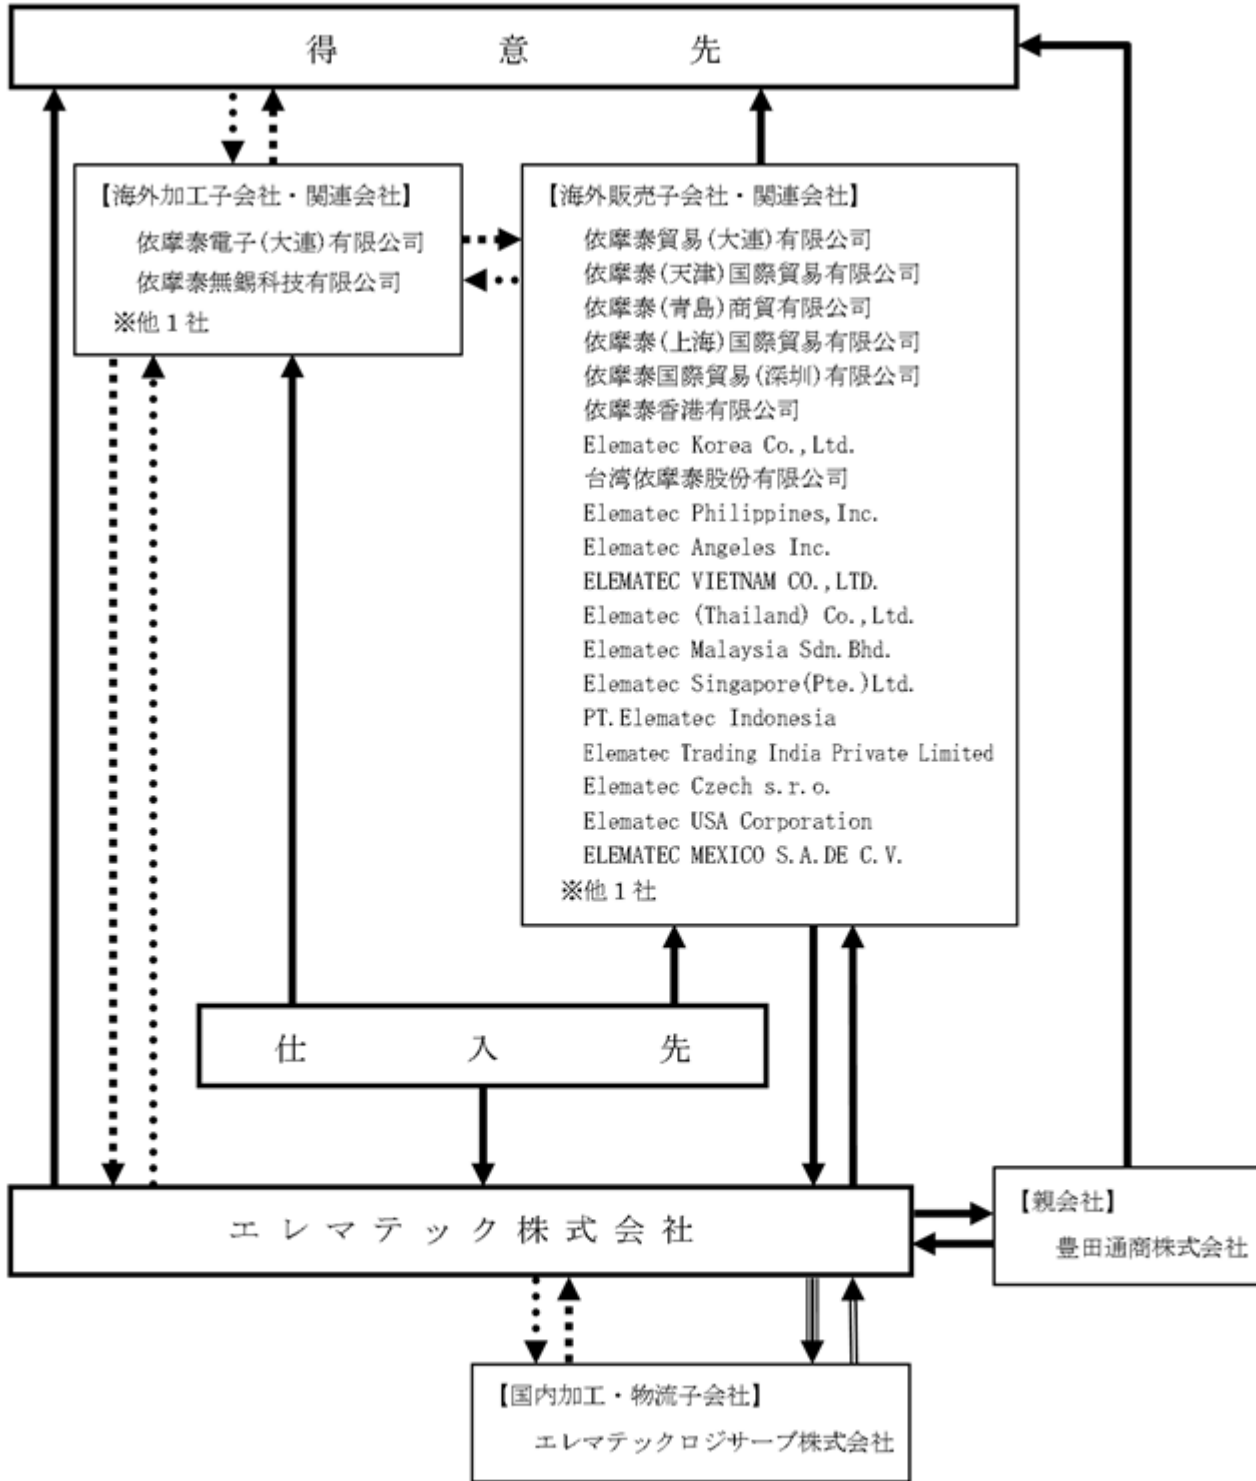 得意先
【海外加工子会社・関連会社】
依摩泰電子(大連)有限公司
依摩泰無錫科技有限公司
※他1社
【海外販売子会社・関連会社】
依摩泰貿易(大連)有限公司
依摩泰(天津)国際貿易有限公司
依摩泰(青島)商貿有限公司
依摩泰(上海)国際貿易有限公司
依摩泰国際貿易(深圳)有限公司
依摩泰香港有限公司
Elematec Korea Co.,Ltd.
台湾依摩泰股份有限公司
Elematec Philippines,Inc.
Elematec Angeles Inc.
ELEMATEC VIETNAM CO.,LTD.
Elematec (Thailand) Co.,Ltd.
Elematec Malaysia Sdn.Bhd.
Elematec Singapore(Pte.)Ltd.
PT.Elematec Indonesia
Elematec Trading India Private Limited
Elematec Czech s.r.o.
Elematec USA Corporation
ELEMATEC MEXICO S.A.DE C.V.
※他1社
仕入先
エレマテック株式会社
【親会社】
豊田通商株式会社
【国内加工・物流子会社】
エレマテックロジサーブ株式会社